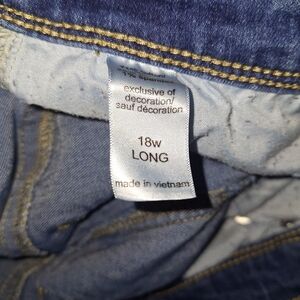 exclusive of
decoration/
sauf décoration
18w
LONG
made in vietnam